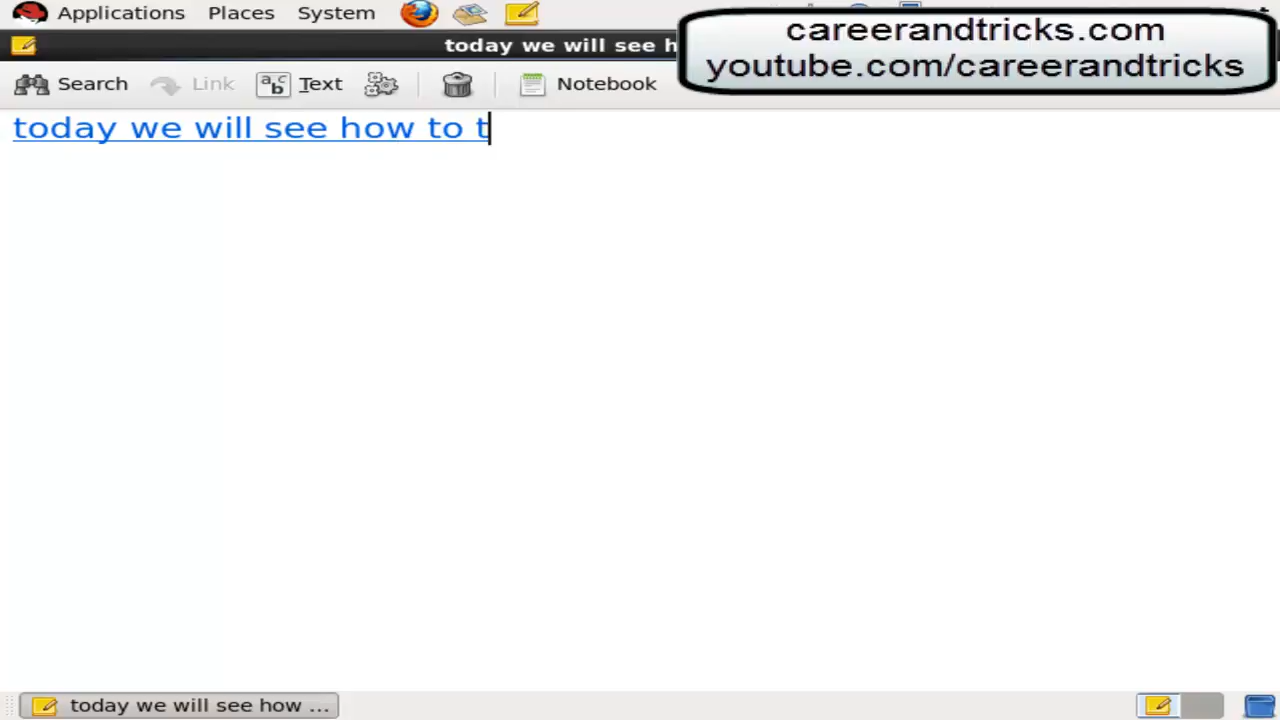 Applications Places System
careerandtricks.com
youtube.com/careerandtricks
today we will see h
Search Link Text Notebook
today we will see how to t
today we will see how ...